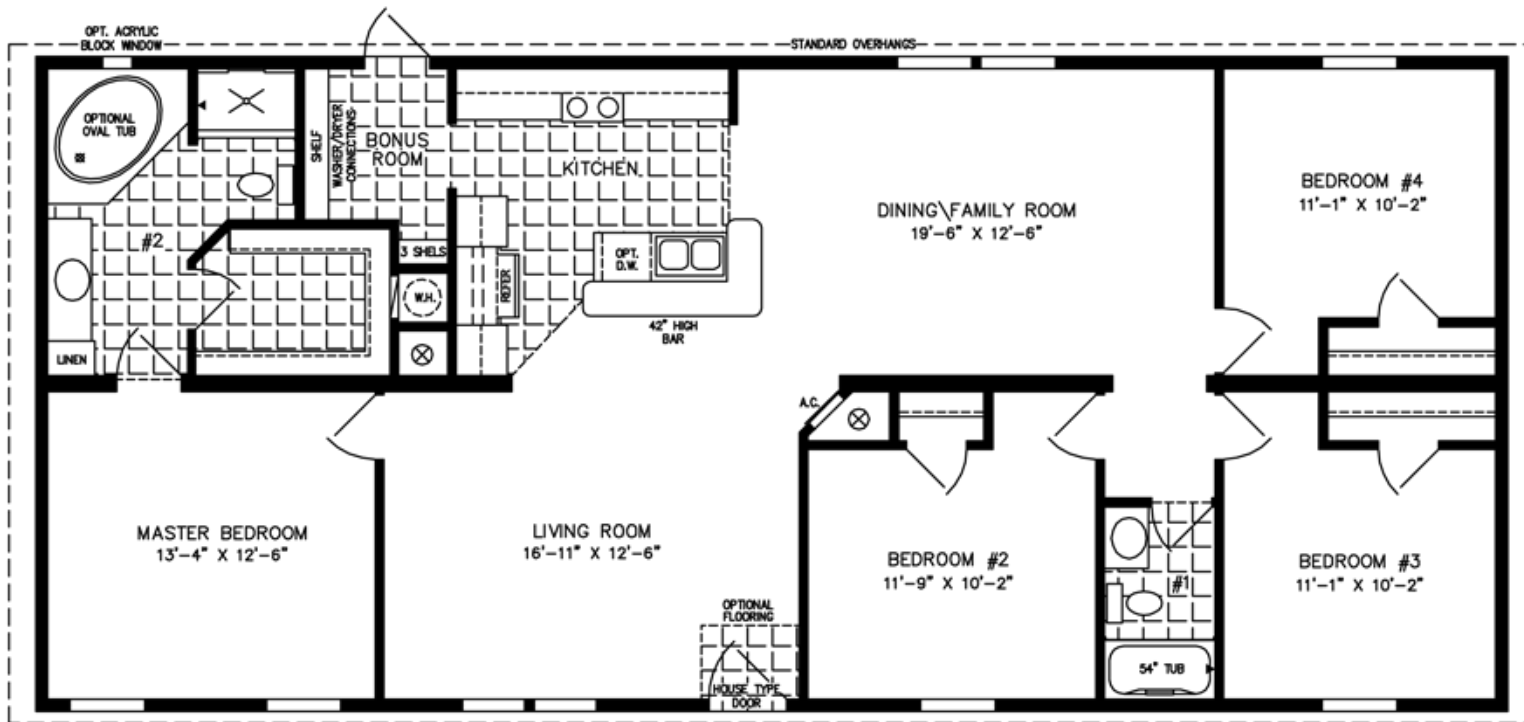 OPT. ACRYLIC
BLOCK WINDOW
STANDARD OVERHANGS
OPTIONAL
OVAL TUB
SHELF
WASHER/DRYER
CONNECTIONS
BONUS
ROOM
KITCHEN
DINING\FAMILY ROOM
19'-6" X 12'-6"
BEDROOM #4
11'-1" X 10'-2"
#2
3 SHELS
OPT.
D.W.
REFER
W.H.
42" HIGH
BAR
LINEN
A.C.
MASTER BEDROOM
13'-4" X 12'-6"
LIVING ROOM
16'-11" X 12'-6"
BEDROOM #2
11'-9" X 10'-2"
#1
BEDROOM #3
11'-1" X 10'-2"
OPTIONAL
FLOORING
HOUSE TYPE
DOOR
54" TUB